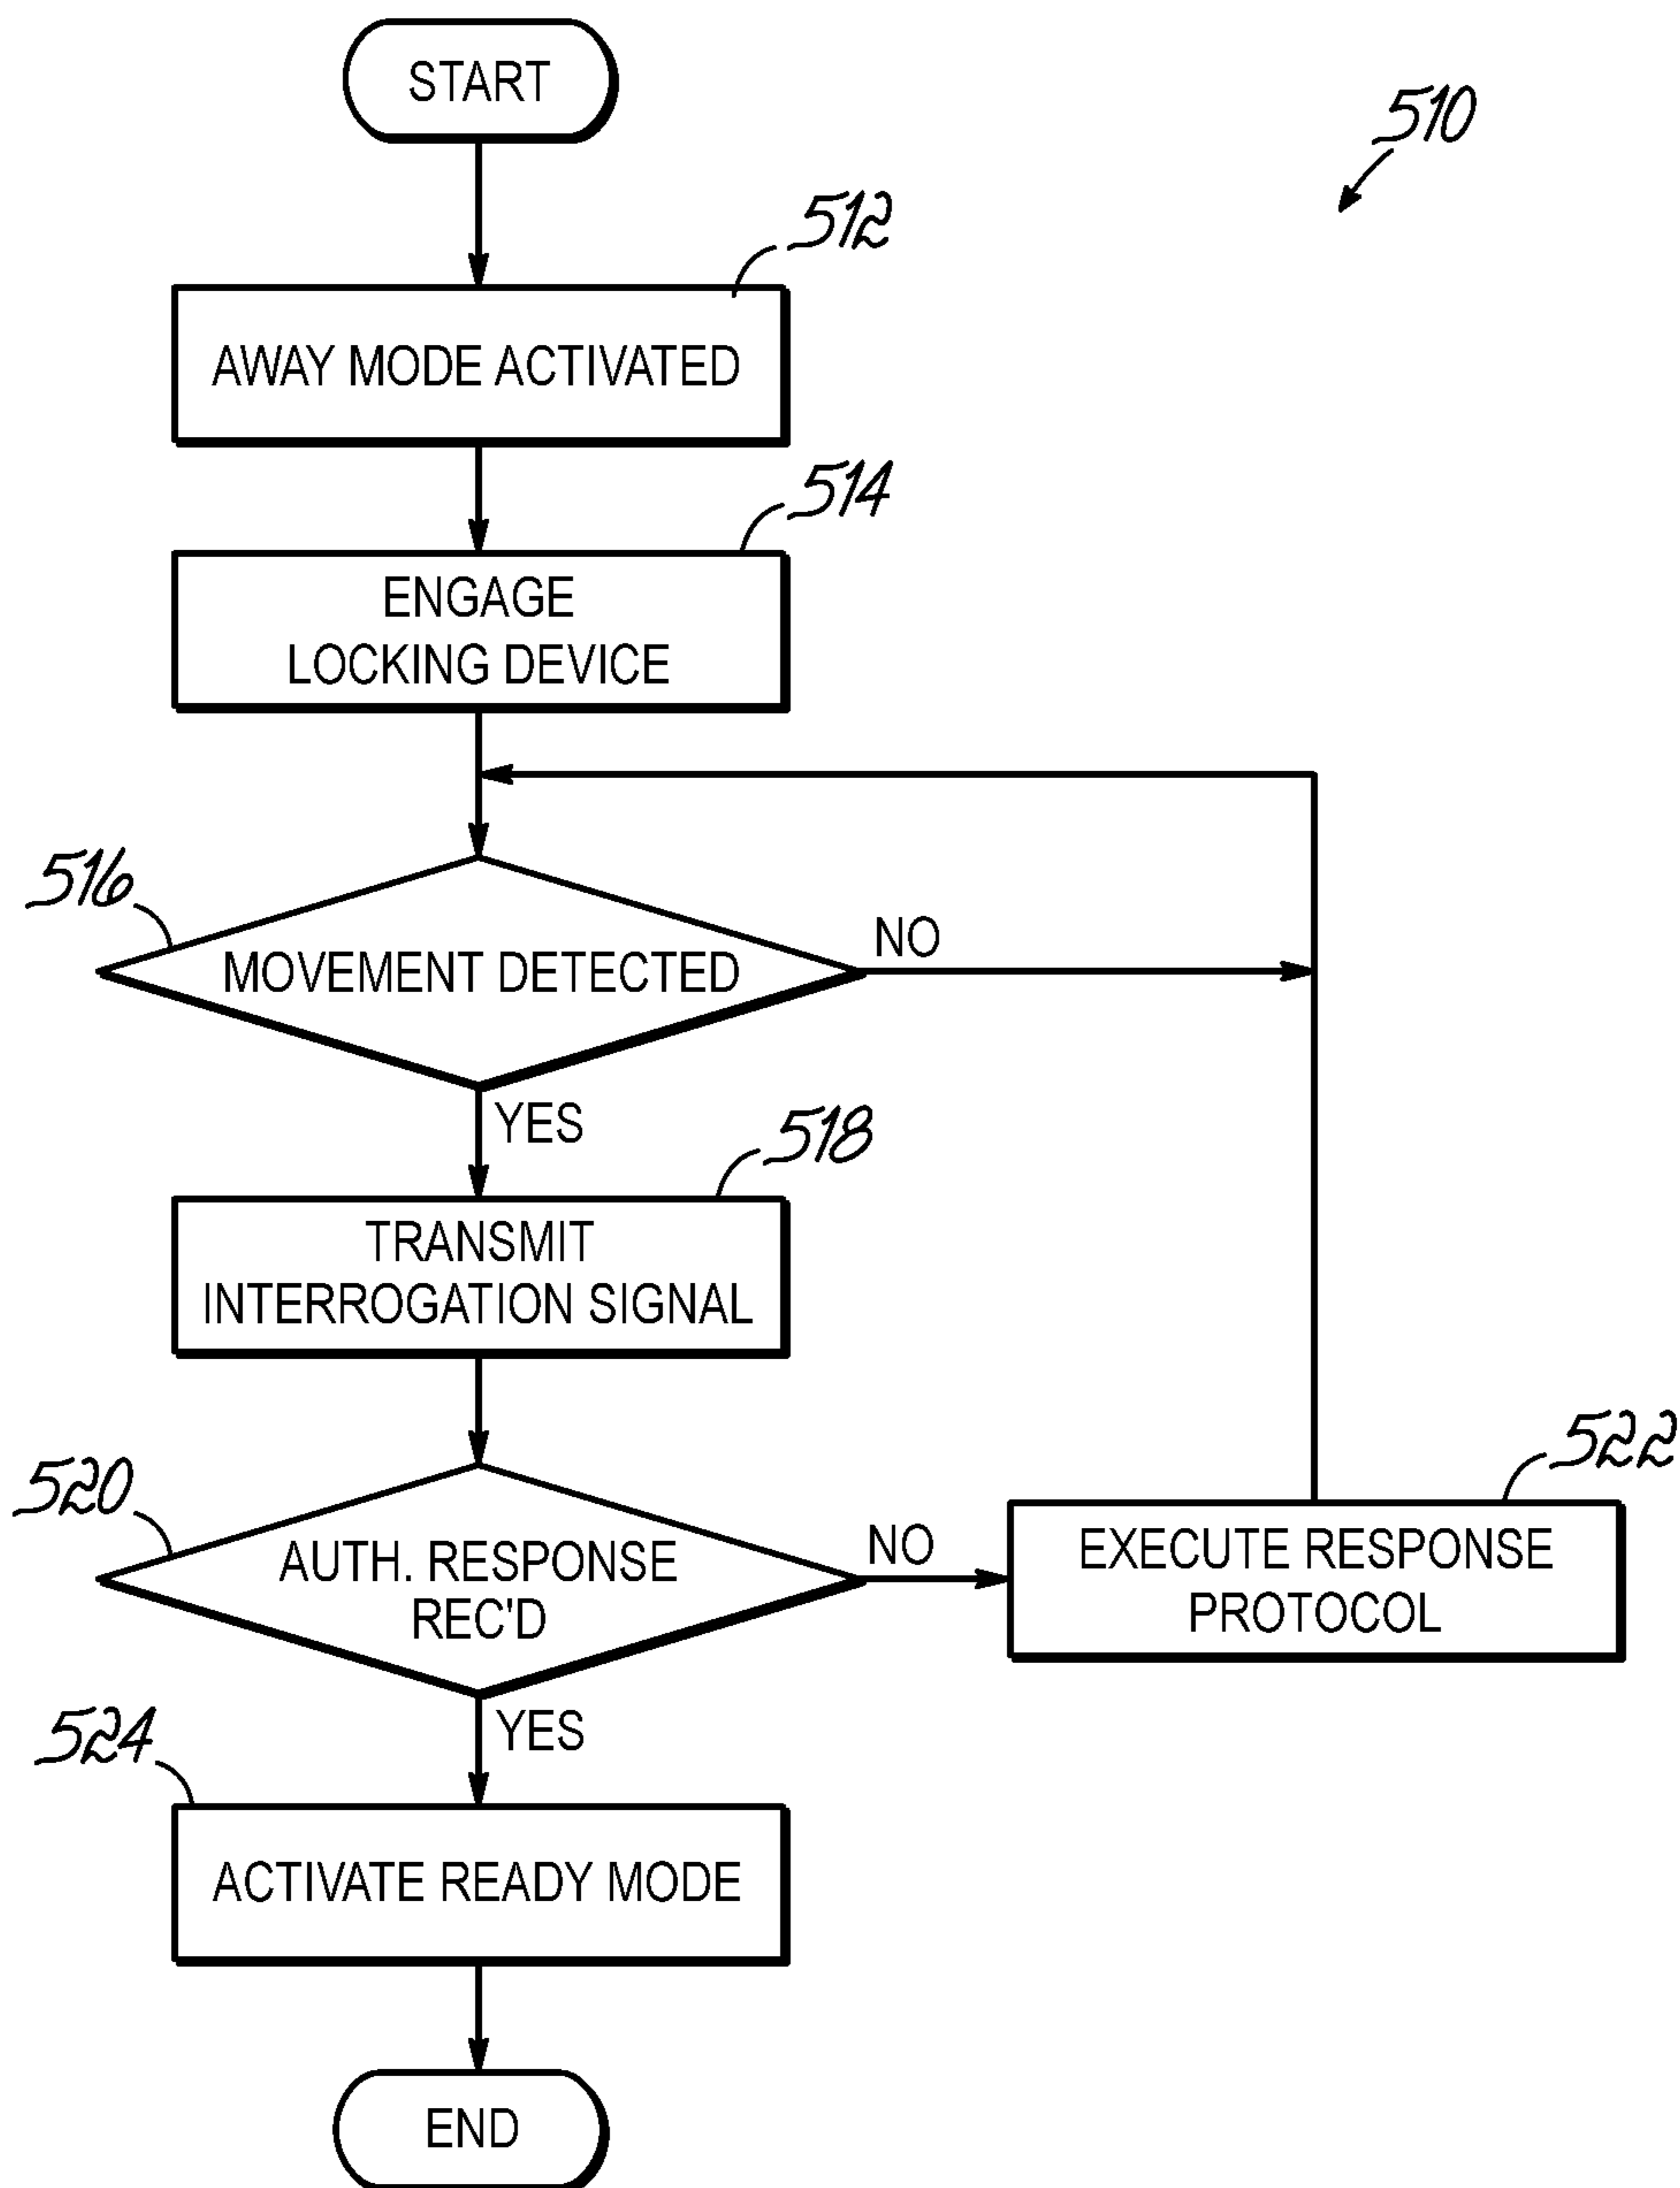 START
510
512
AWAY MODE ACTIVATED
514
ENGAGE
LOCKING DEVICE
516
MOVEMENT DETECTED
NO
YES
518
TRANSMIT
INTERROGATION SIGNAL
520
AUTH. RESPONSE
REC'D
NO
522
EXECUTE RESPONSE
PROTOCOL
YES
524
ACTIVATE READY MODE
END